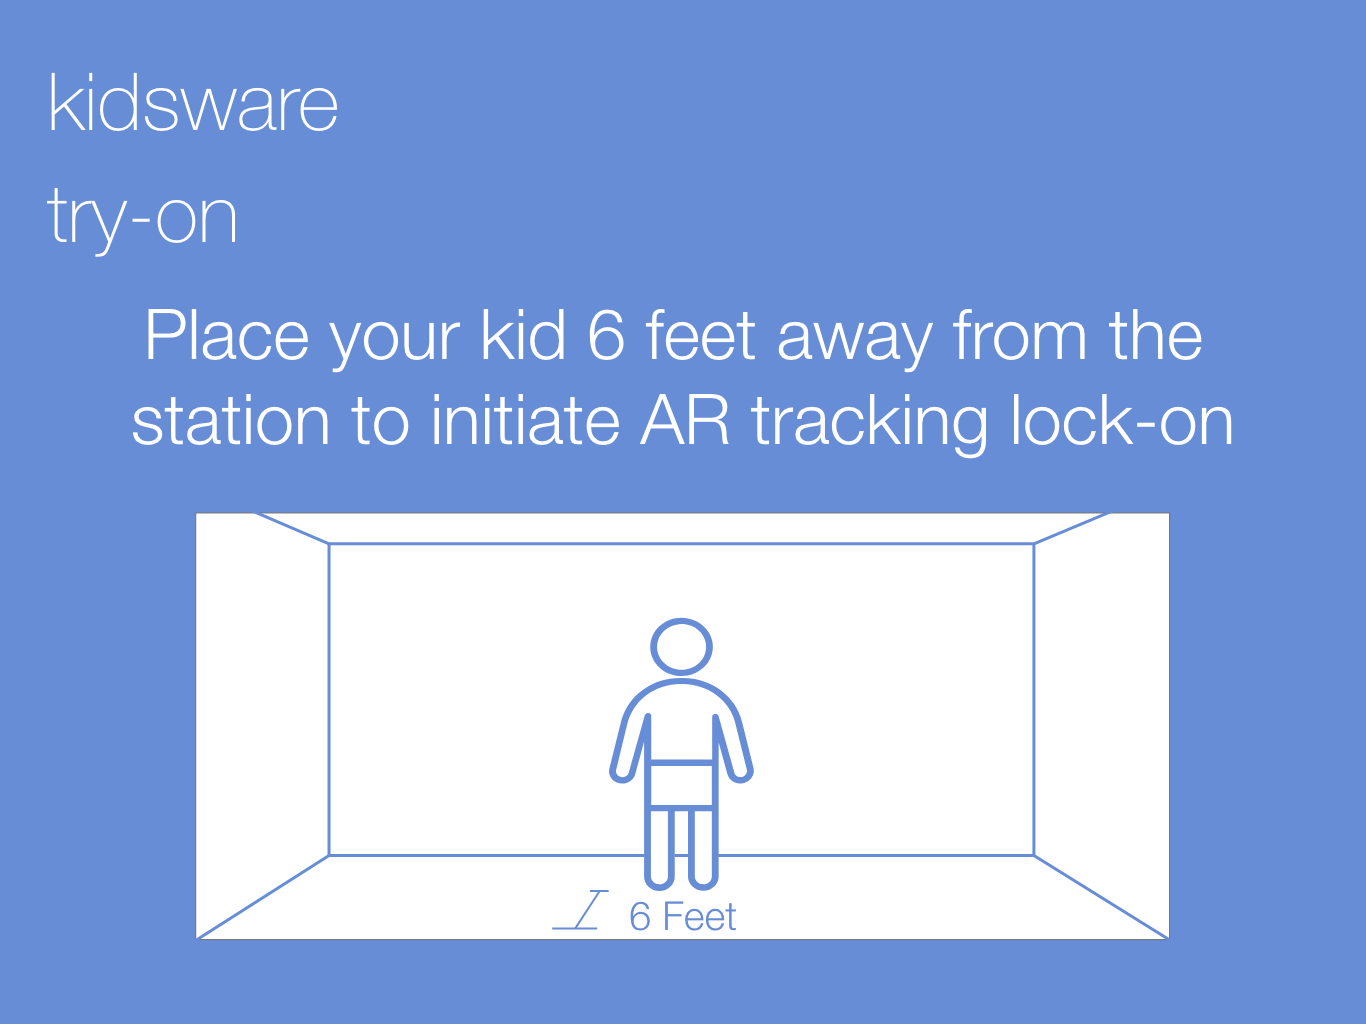 kidsware
try-on
Place your kid 6 feet away from the
station to initiate AR tracking lock-on
6 Feet